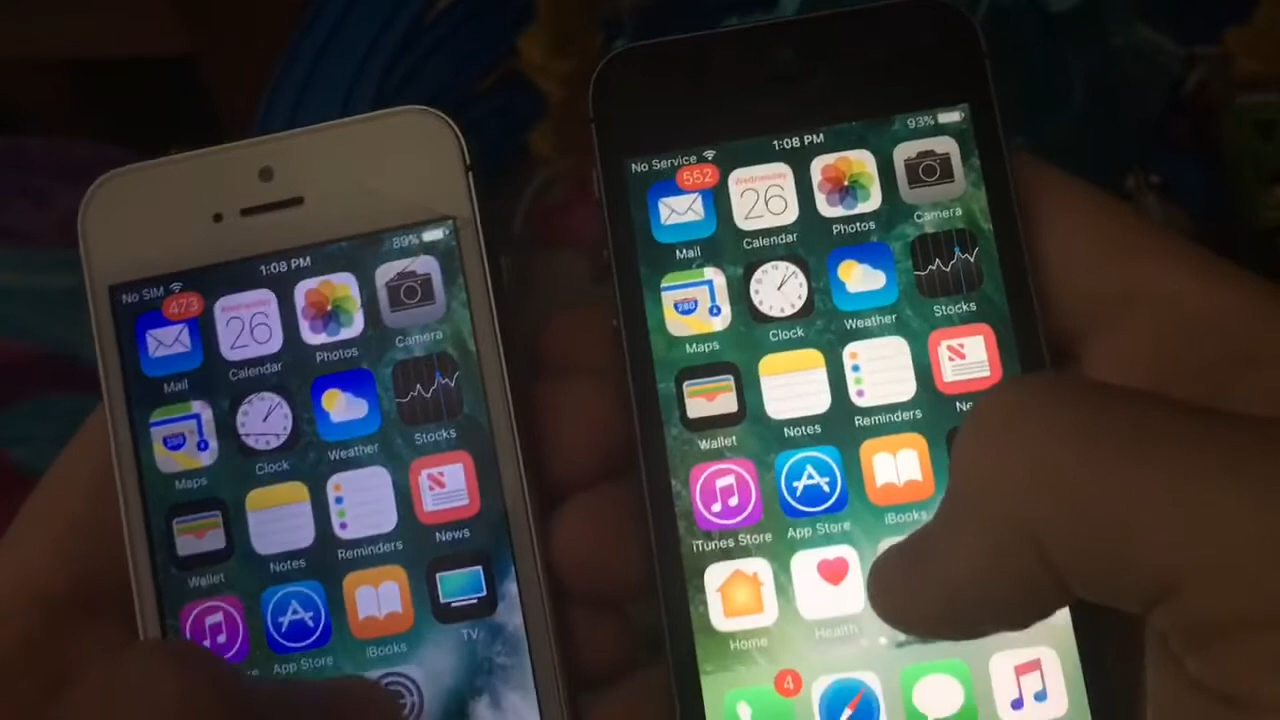 No SIM 1:08 PM 89%
473
Wednesday
26
Mail Calendar Photos Camera
280
Maps Clock Weather Stocks
Wallet Notes Reminders News
App Store iBooks TV
No Service 1:08 PM 93%
552
Wednesday
26
Mail Calendar Photos Camera
280
Maps Clock Weather Stocks
Wallet Notes Reminders
iTunes Store App Store iBooks
Home Health
4